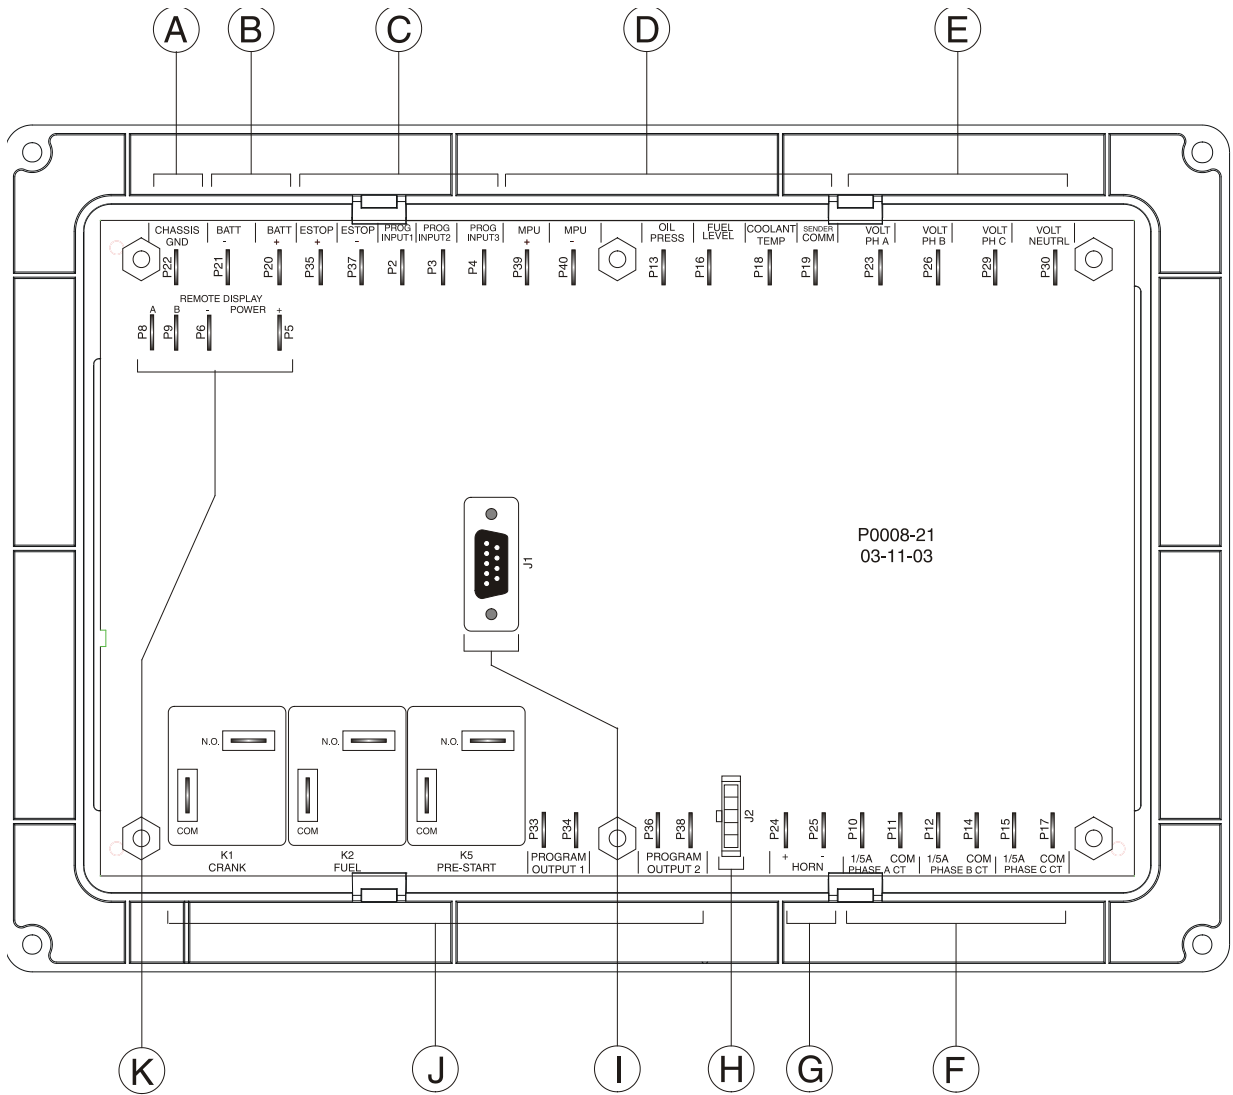 A B C D E
CHASSIS GND
BATT -
BATT +
ESTOP +
ESTOP -
PROG INPUT1
PROG INPUT2
PROG INPUT3
MPU +
MPU -
OIL PRESS
FUEL LEVEL
COOLANT TEMP
SENDER COMM
VOLT PH A
VOLT PH B
VOLT PH C
VOLT NEUTRL
P22 P21 P20 P35 P37 P2 P3 P4 P39 P40 P13 P16 P18 P19 P23 P26 P29 P30
REMOTE DISPLAY
A B - POWER +
P8 P9 P6 P5
J1
P0008-21
03-11-03
N.O. N.O. N.O.
COM COM COM
K1 CRANK
K2 FUEL
K5 PRE-START
P33 P34 P36 P38 J2 P24 P25 P10 P11 P12 P14 P15 P17
PROGRAM OUTPUT 1
PROGRAM OUTPUT 2
+ -
HORN
1/5A COM
PHASE A CT
1/5A COM
PHASE B CT
1/5A COM
PHASE C CT
K J I H G F